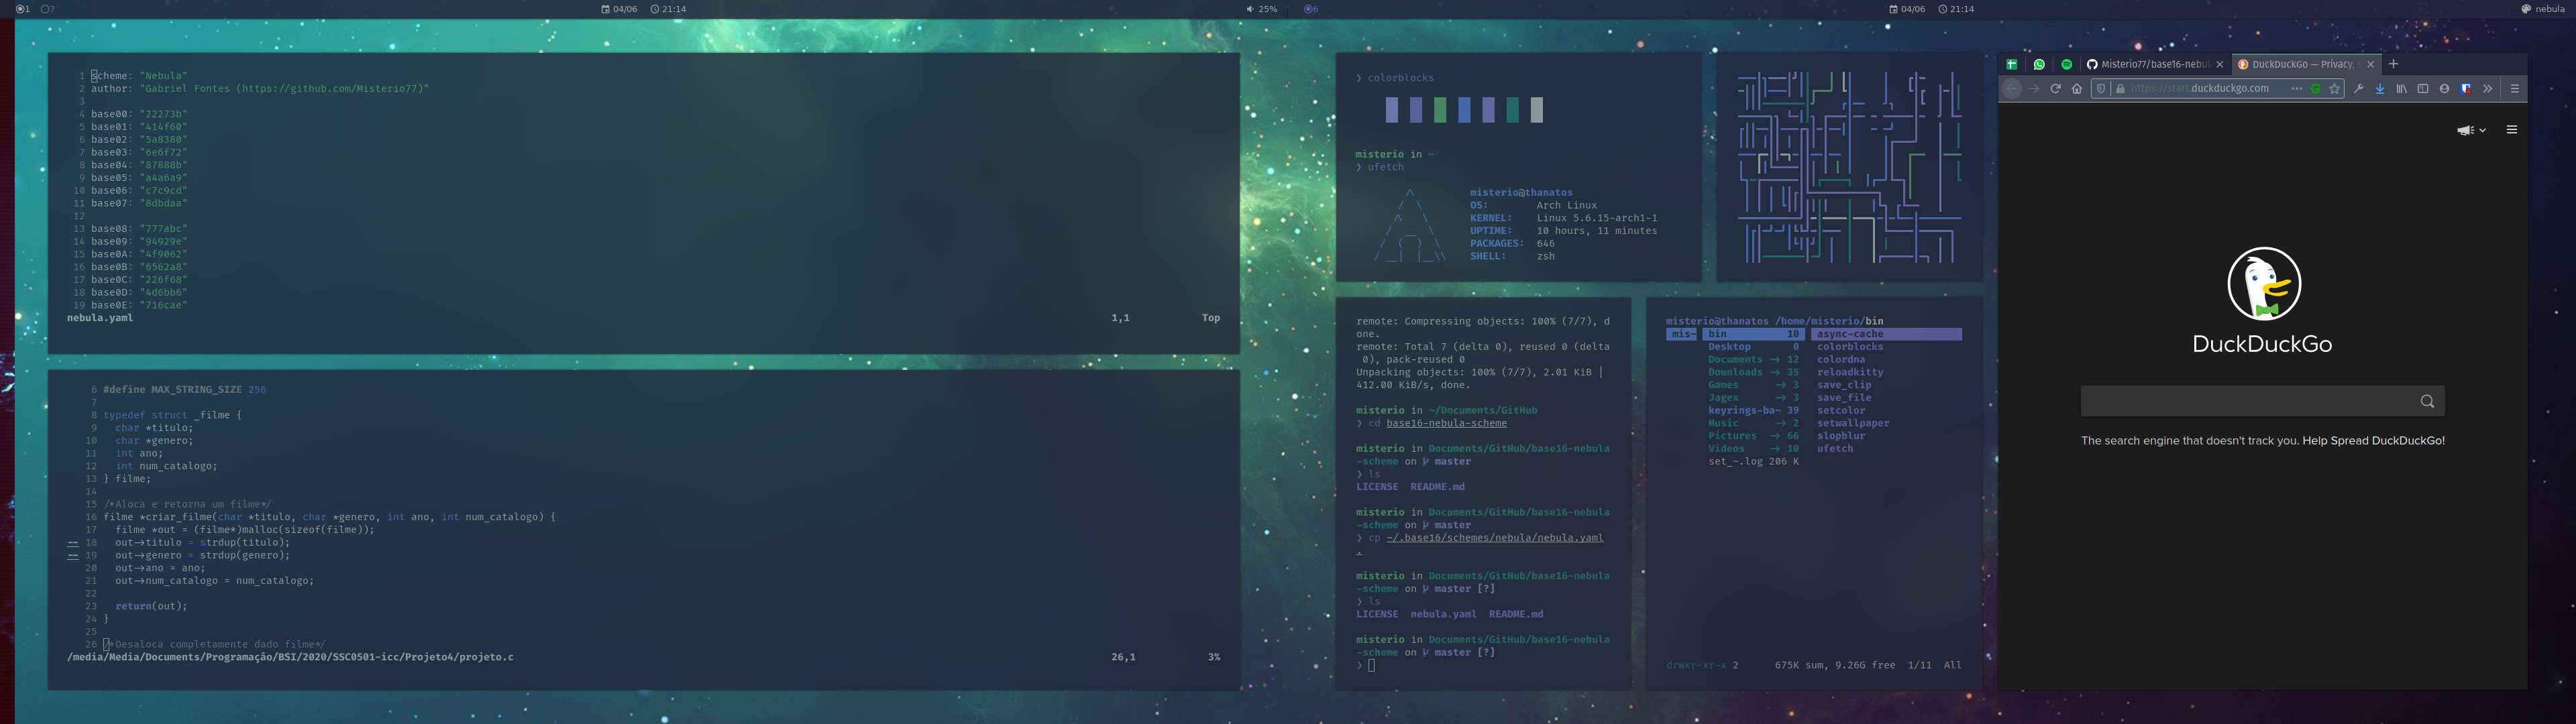 1 7
04/06 21:14
25%
6
04/06 21:14
nebula
1 scheme: "Nebula"
2 author: "Gabriel Fontes (https://github.com/Misterio77)"
3
4 base00: "22273b"
5 base01: "414f60"
6 base02: "5a8380"
7 base03: "6e6f72"
8 base04: "87888b"
9 base05: "a4a6a9"
10 base06: "c7c9cd"
11 base07: "8dbdaa"
12
13 base08: "777abc"
14 base09: "94929e"
15 base0A: "4f9062"
16 base0B: "6562a8"
17 base0C: "226f68"
18 base0D: "4d6bb6"
19 base0E: "716cae"
nebula.yaml 1,1 Top
6 #define MAX_STRING_SIZE 256
7
8 typedef struct _filme {
9 char *titulo;
10 char *genero;
11 int ano;
12 int num_catalogo;
13 } filme;
14
15 /*Aloca e retorna um filme*/
16 filme *criar_filme(char *titulo, char *genero, int ano, int num_catalogo) {
17 filme *out = (filme*)malloc(sizeof(filme));
-- 18 out->titulo = strdup(titulo);
-- 19 out->genero = strdup(genero);
20 out->ano = ano;
21 out->num_catalogo = num_catalogo;
22
23 return(out);
24 }
25
26 /*Desaloca completamente dado filme*/
/media/Media/Documents/Programação/BSI/2020/SSC0501-icc/Projeto4/projeto.c 26,1 3%
❯ colorblocks
misterio in ~
❯ ufetch
misterio@thanatos
OS: Arch Linux
KERNEL: Linux 5.6.15-arch1-1
UPTIME: 10 hours, 11 minutes
PACKAGES: 646
SHELL: zsh
remote: Compressing objects: 100% (7/7), d
one.
remote: Total 7 (delta 0), reused 0 (delta
0), pack-reused 0
Unpacking objects: 100% (7/7), 2.01 KiB |
412.00 KiB/s, done.
misterio in ~/Documents/GitHub
❯ cd base16-nebula-scheme
misterio in Documents/GitHub/base16-nebula
-scheme on master
❯ ls
LICENSE README.md
misterio in Documents/GitHub/base16-nebula
-scheme on master
❯ cp ~/.base16/schemes/nebula/nebula.yaml
.
misterio in Documents/GitHub/base16-nebula
-scheme on master [?]
❯ ls
LICENSE nebula.yaml README.md
misterio in Documents/GitHub/base16-nebula
-scheme on master [?]
❯
misterio@thanatos /home/misterio/bin
mis~ bin 10 async-cache
Desktop 0 colorblocks
Documents -> 12 colordna
Downloads -> 35 reloadkitty
Games -> 3 save_clip
Jagex -> 3 save_file
keyrings-ba~ 39 setcolor
Music -> 2 setwallpaper
Pictures -> 66 slopblur
Videos -> 10 ufetch
set_~.log 206 K
drwxr-xr-x 2 675K sum, 9.26G free 1/11 All
Misterio77/base16-nebul
DuckDuckGo — Privacy, s
https://start.duckduckgo.com
DuckDuckGo
The search engine that doesn't track you. Help Spread DuckDuckGo!